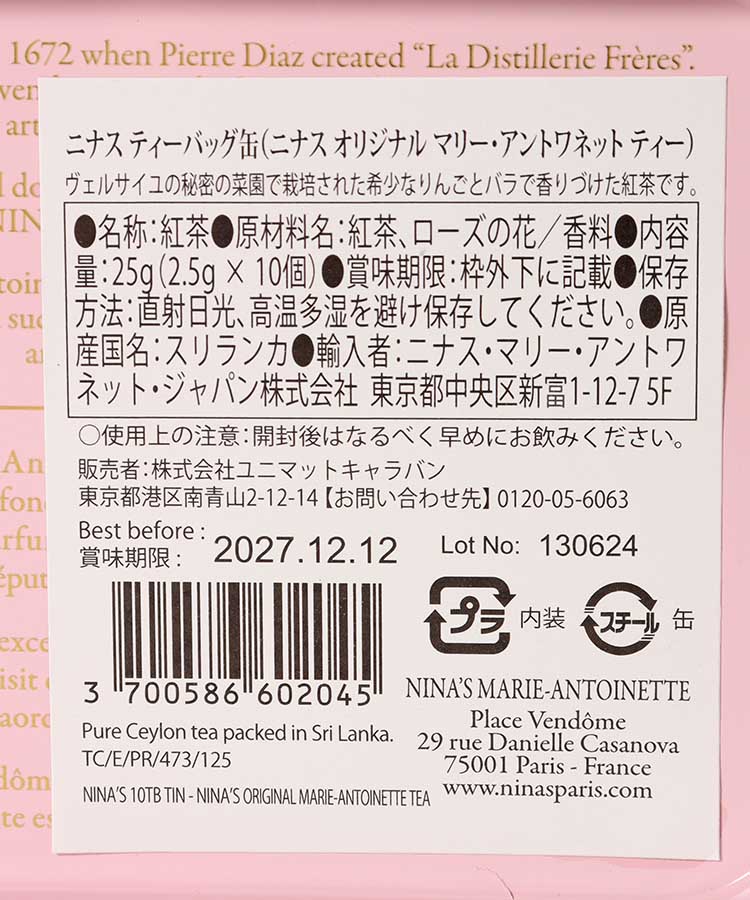 1672 when Pierre Diaz created “La Distillerie Frères”.
art
NIN
ニナス ティーバッグ缶(ニナス オリジナル マリー・アントワネット ティー)
ヴェルサイユの秘密の菜園で栽培された希少なりんごとバラで香りづけた紅茶です。
●名称:紅茶●原材料名:紅茶、ローズの花/香料●内容
量:25g(2.5g × 10個)●賞味期限:枠外下に記載●保存
方法:直射日光、高温多湿を避け保存してください。●原
産国名:スリランカ●輸入者:ニナス・マリー・アントワ
ネット・ジャパン株式会社 東京都中央区新富1-12-7 5F
○使用上の注意:開封後はなるべく早めにお飲みください。
販売者:株式会社ユニマットキャラバン
東京都港区南青山2-12-14【お問い合わせ先】0120-05-6063
Best before :
賞味期限 : 2027.12.12 Lot No: 130624
プラ 内装 スチール 缶
3 700586 602045
Pure Ceylon tea packed in Sri Lanka.
TC/E/PR/473/125
NINA'S 10TB TIN - NINA'S ORIGINAL MARIE-ANTOINETTE TEA
NINA'S MARIE-ANTOINETTE
Place Vendôme
29 rue Danielle Casanova
75001 Paris - France
www.ninasparis.com